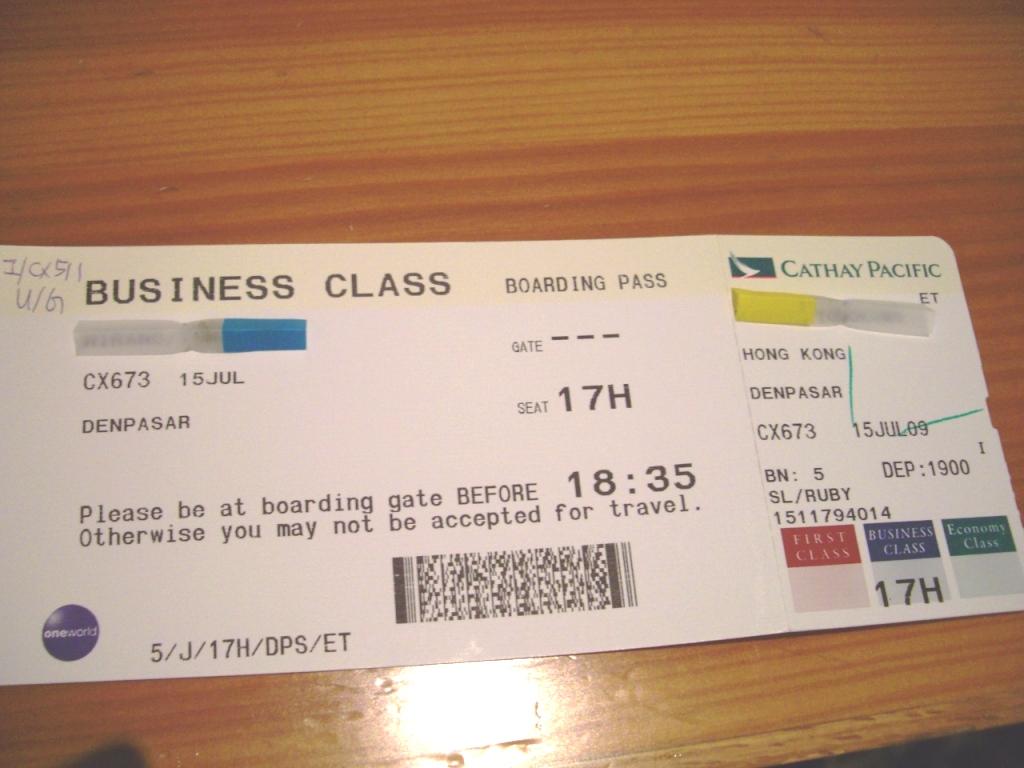 I/CX511
U/G
BUSINESS CLASS
BOARDING PASS
GATE ---
CX673 15JUL
SEAT 17H
DENPASAR
Please be at boarding gate BEFORE 18:35
Otherwise you may not be accepted for travel.
oneworld
5/J/17H/DPS/ET
CATHAY PACIFIC
ET
HONG KONG
DENPASAR
CX673 15JUL09
I
BN: 5 DEP:1900
SL/RUBY
1511794014
FIRST CLASS
BUSINESS CLASS
Economy Class
17H